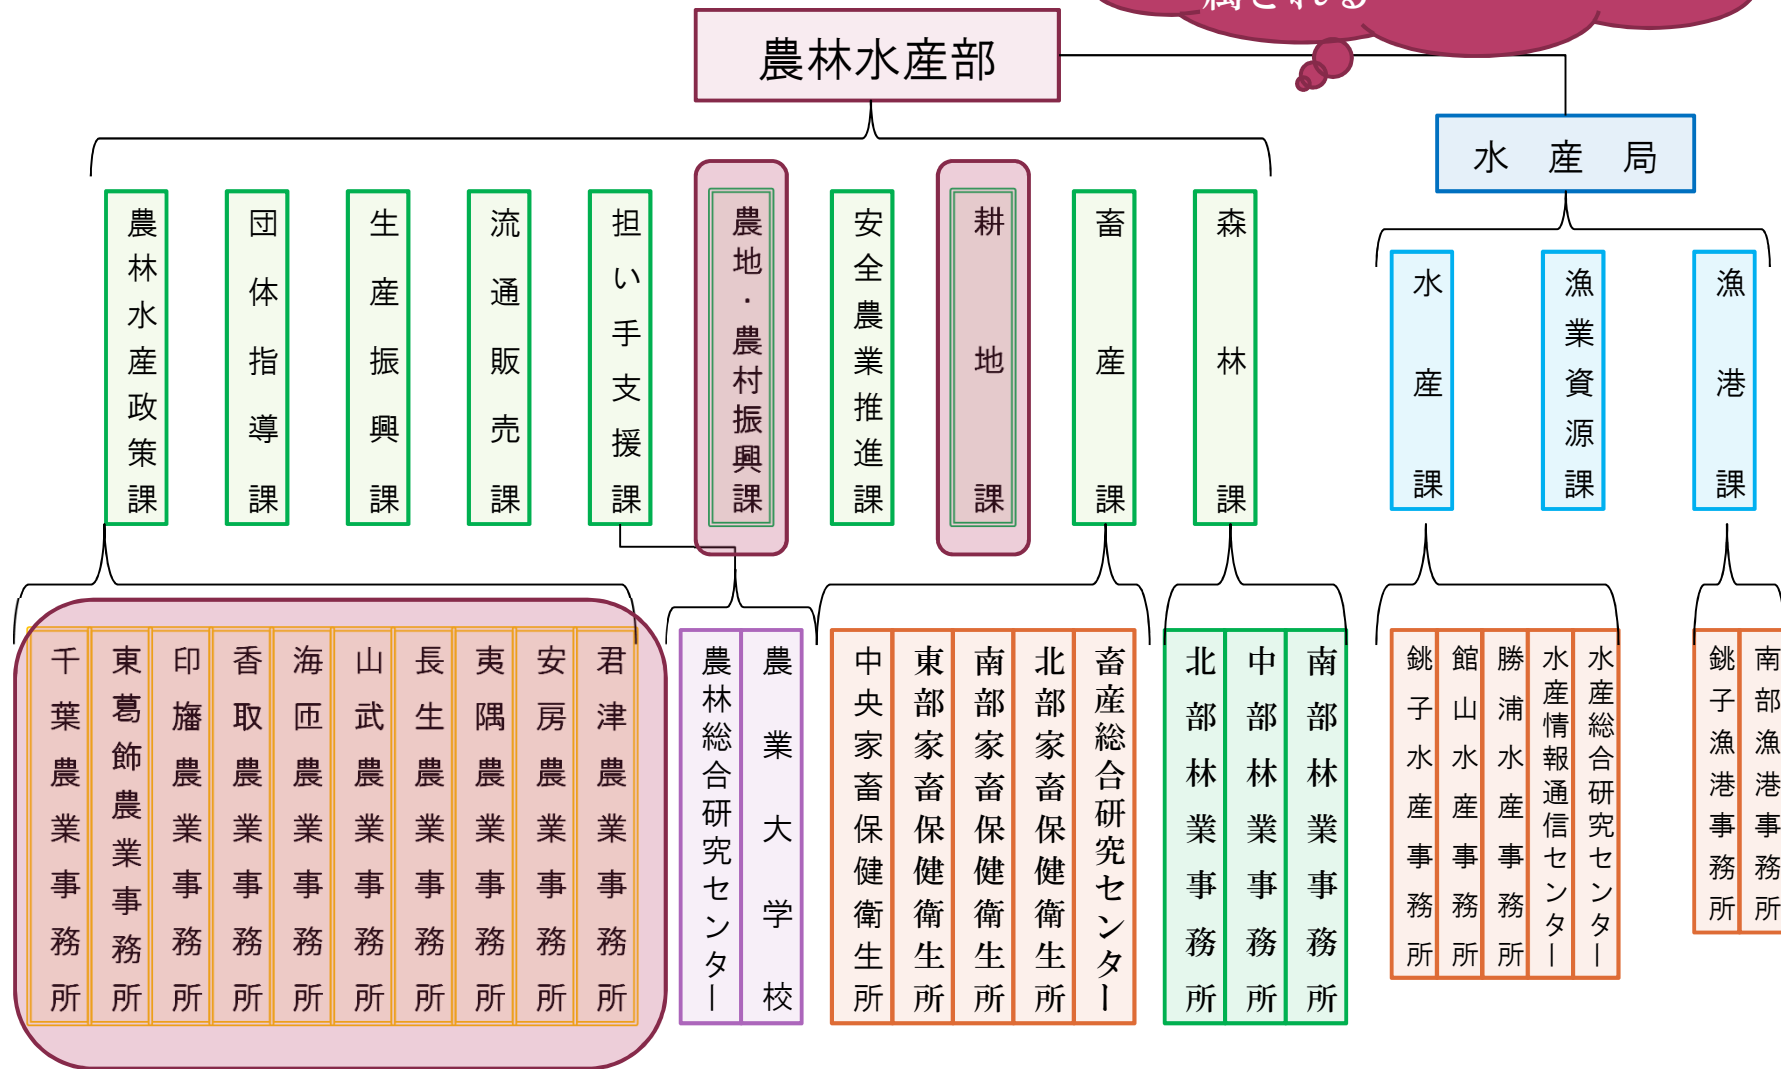 属される
農林水産部
水産局
農林水産政策課
団体指導課
生産振興課
流通販売課
担い手支援課
農地・農村振興課
安全農業推進課
耕地課
畜産課
森林課
水産課
漁業資源課
漁港課
千葉農業事務所
東葛飾農業事務所
印旛農業事務所
香取農業事務所
海匝農業事務所
山武農業事務所
長生農業事務所
夷隅農業事務所
安房農業事務所
君津農業事務所
農林総合研究センター
農業大学校
中央家畜保健衛生所
東部家畜保健衛生所
南部家畜保健衛生所
北部家畜保健衛生所
畜産総合研究センター
北部林業事務所
中部林業事務所
南部林業事務所
銚子水産事務所
館山水産事務所
勝浦水産事務所
水産情報通信センター
水産総合研究センター
銚子漁港事務所
南部漁港事務所